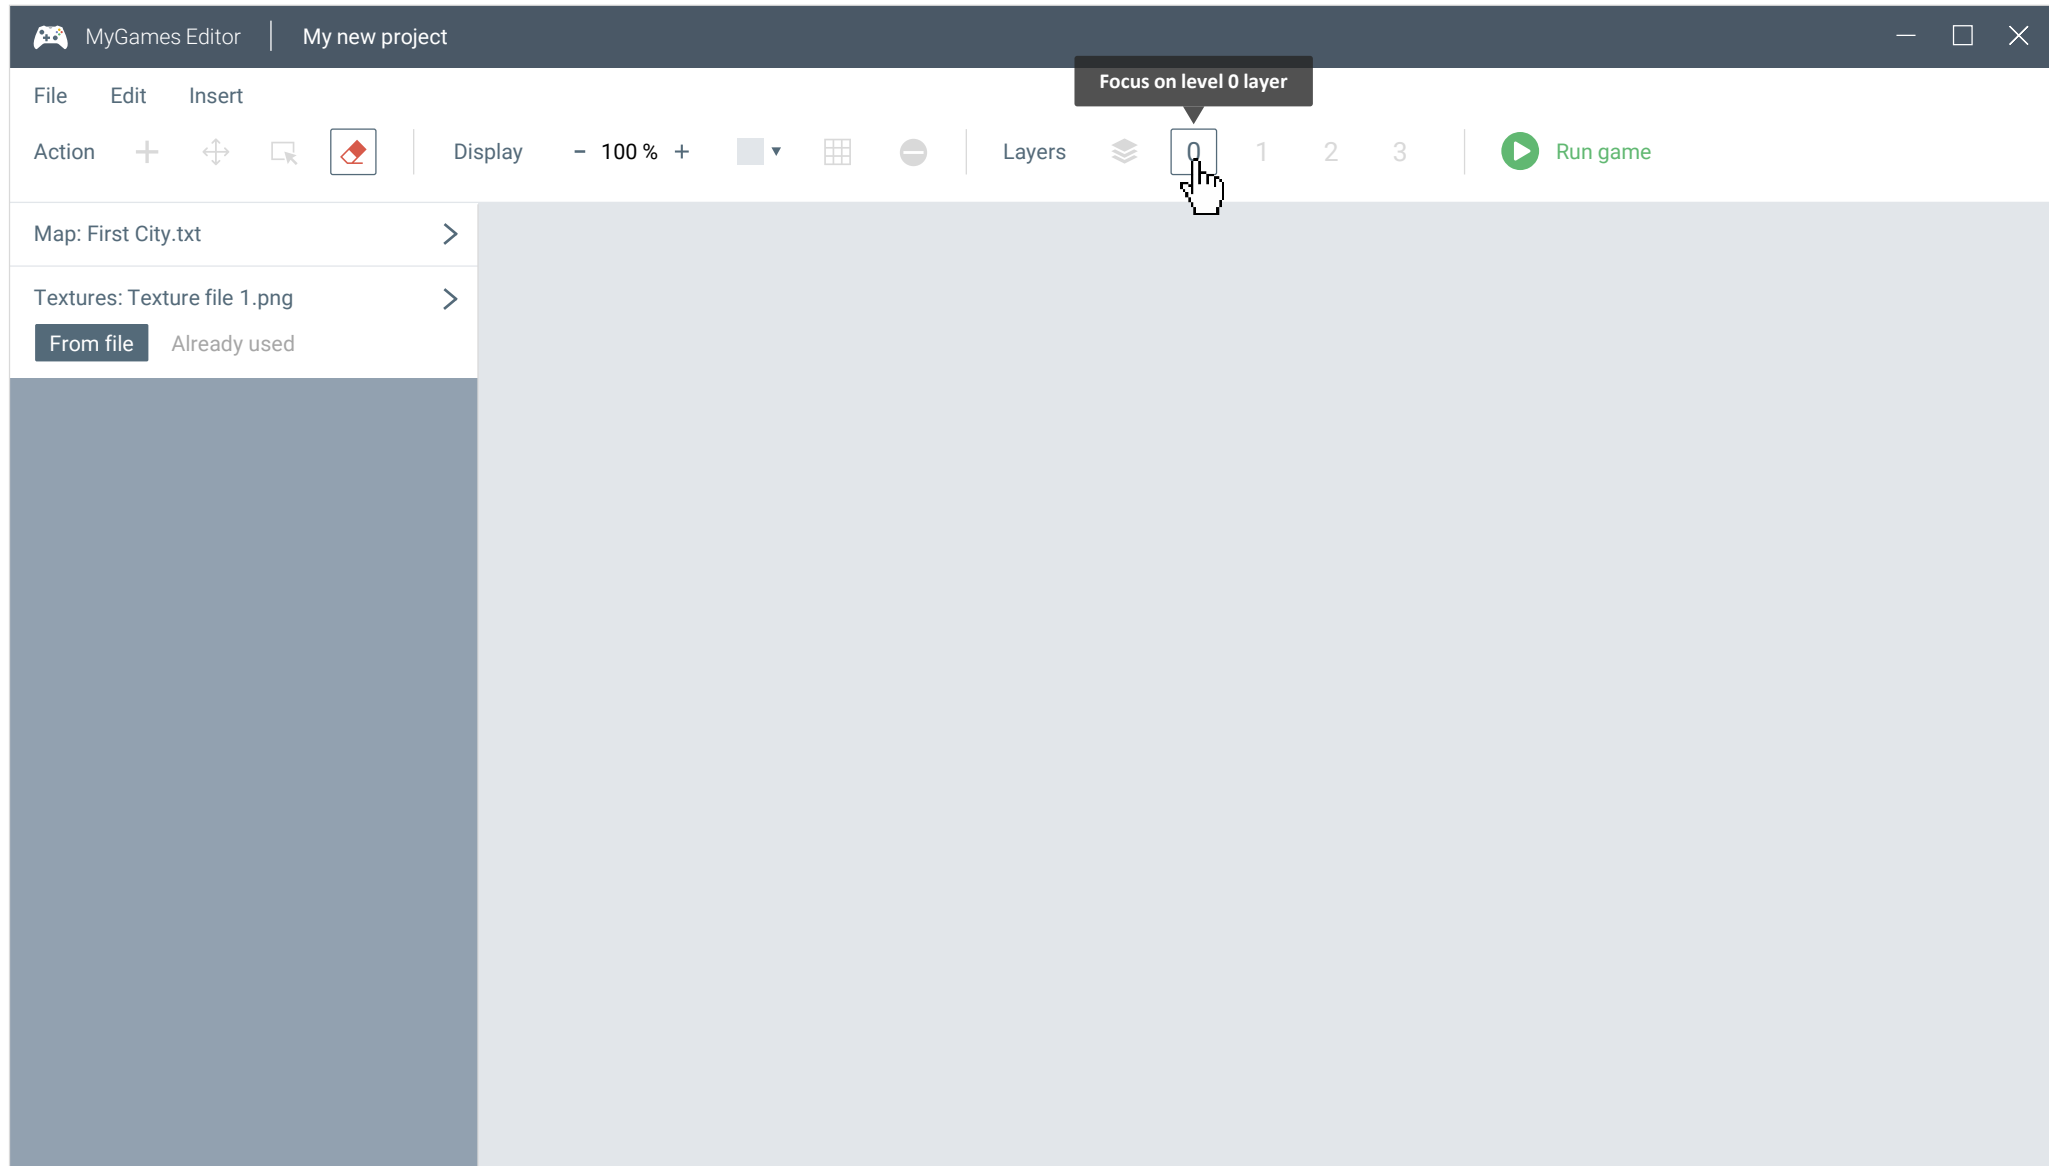 MyGames Editor My new project
Focus on level 0 layer
File Edit Insert
Action Display - 100 % + Layers 0 1 2 3 Run game
Map: First City.txt
Textures: Texture file 1.png
From file Already used